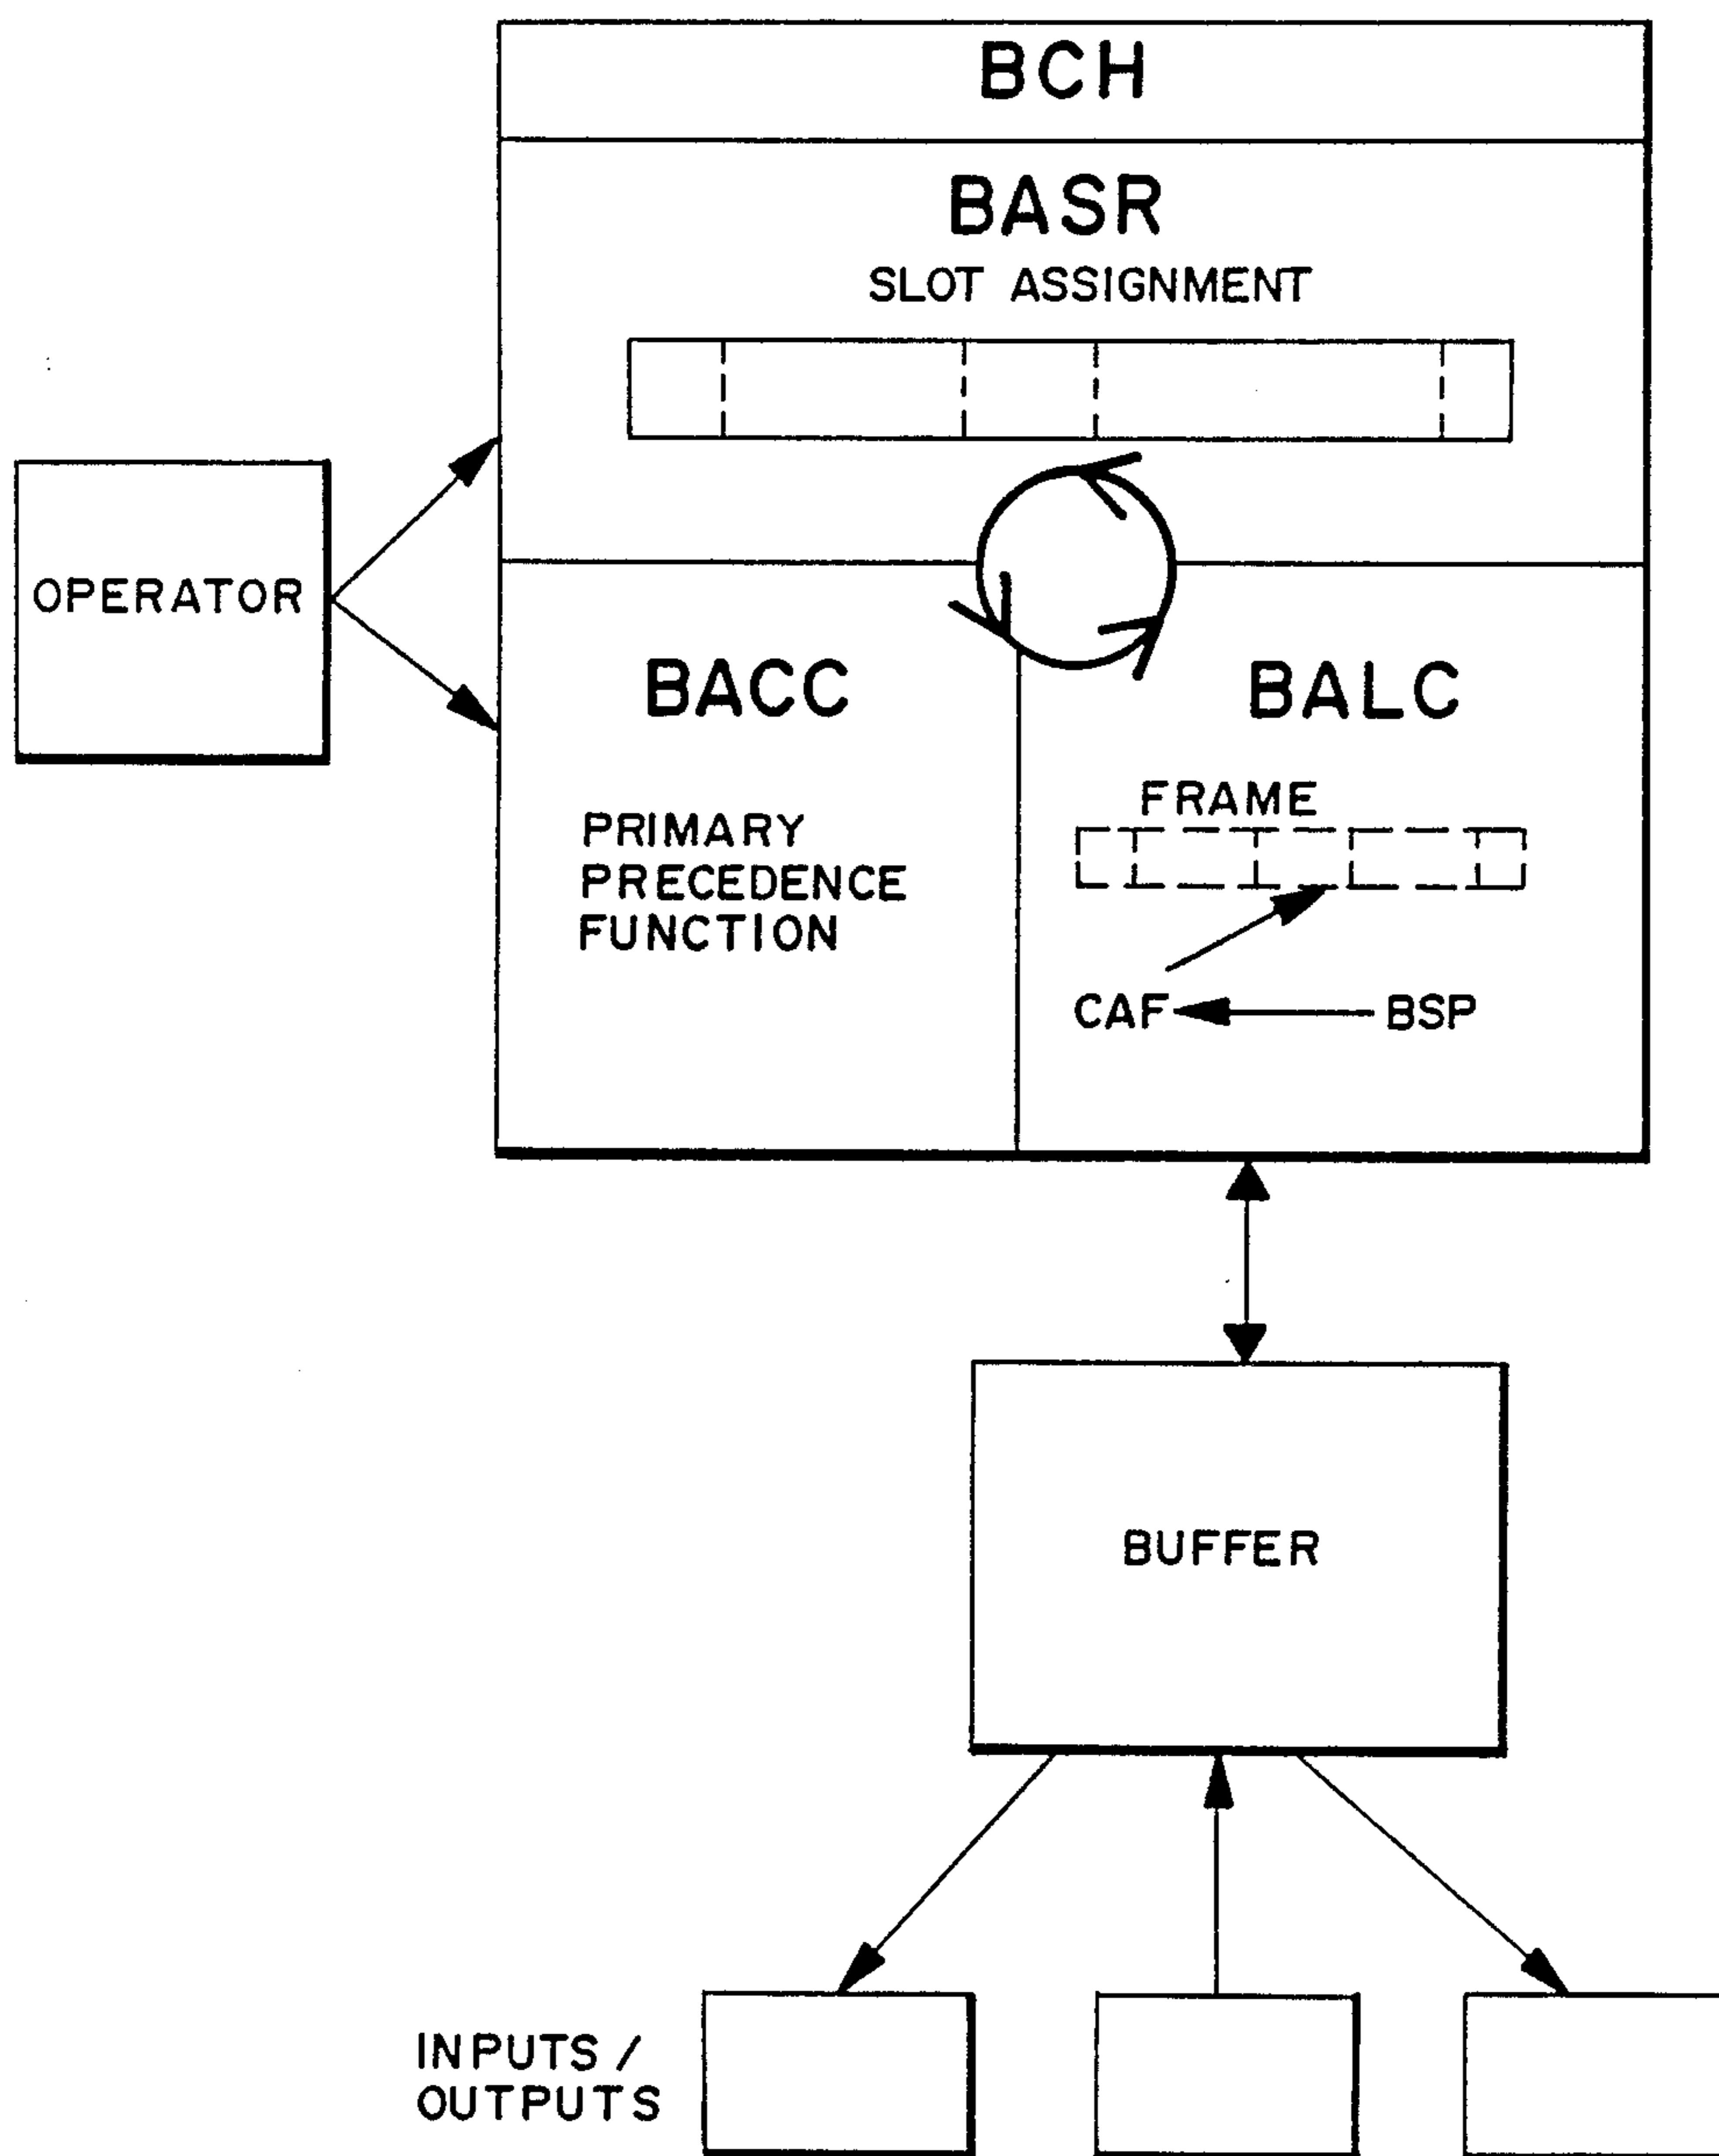 BCH
BASR
SLOT ASSIGNMENT
OPERATOR
BACC
PRIMARY
PRECEDENCE
FUNCTION
BALC
FRAME
CAF
BSP
BUFFER
INPUTS /
OUTPUTS